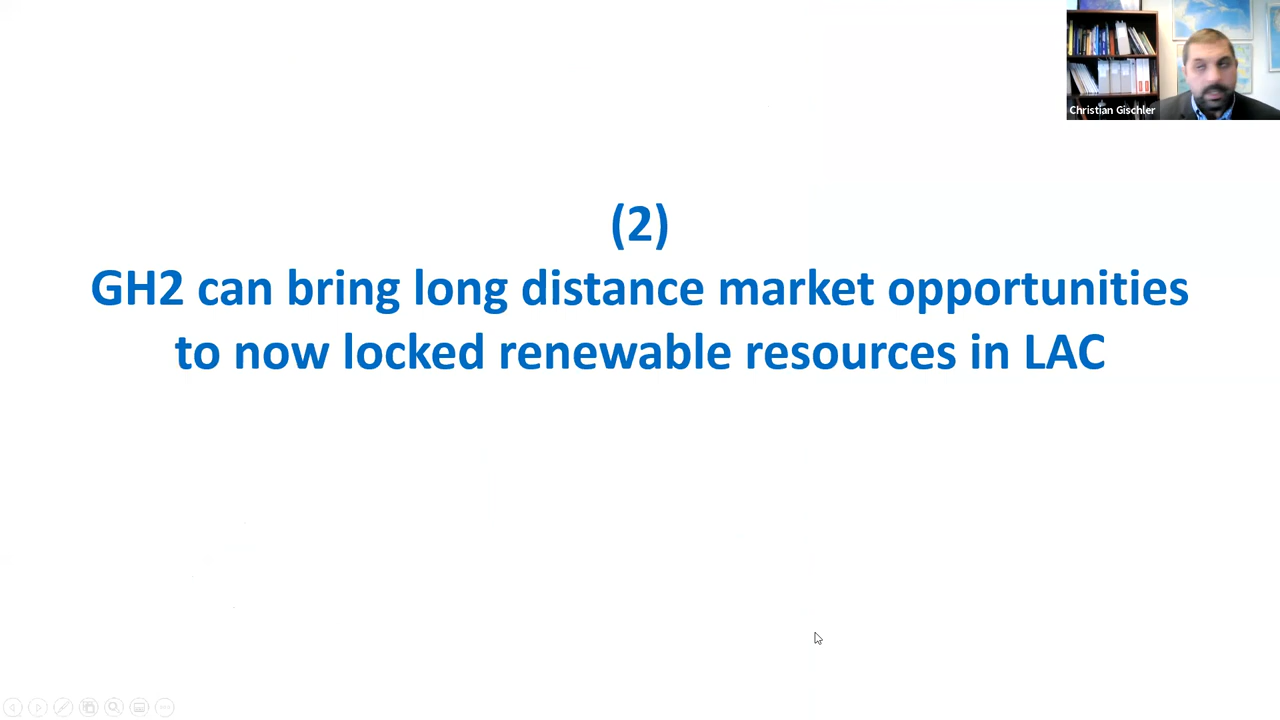 Christian Gischler
(2)
GH2 can bring long distance market opportunities
to now locked renewable resources in LAC